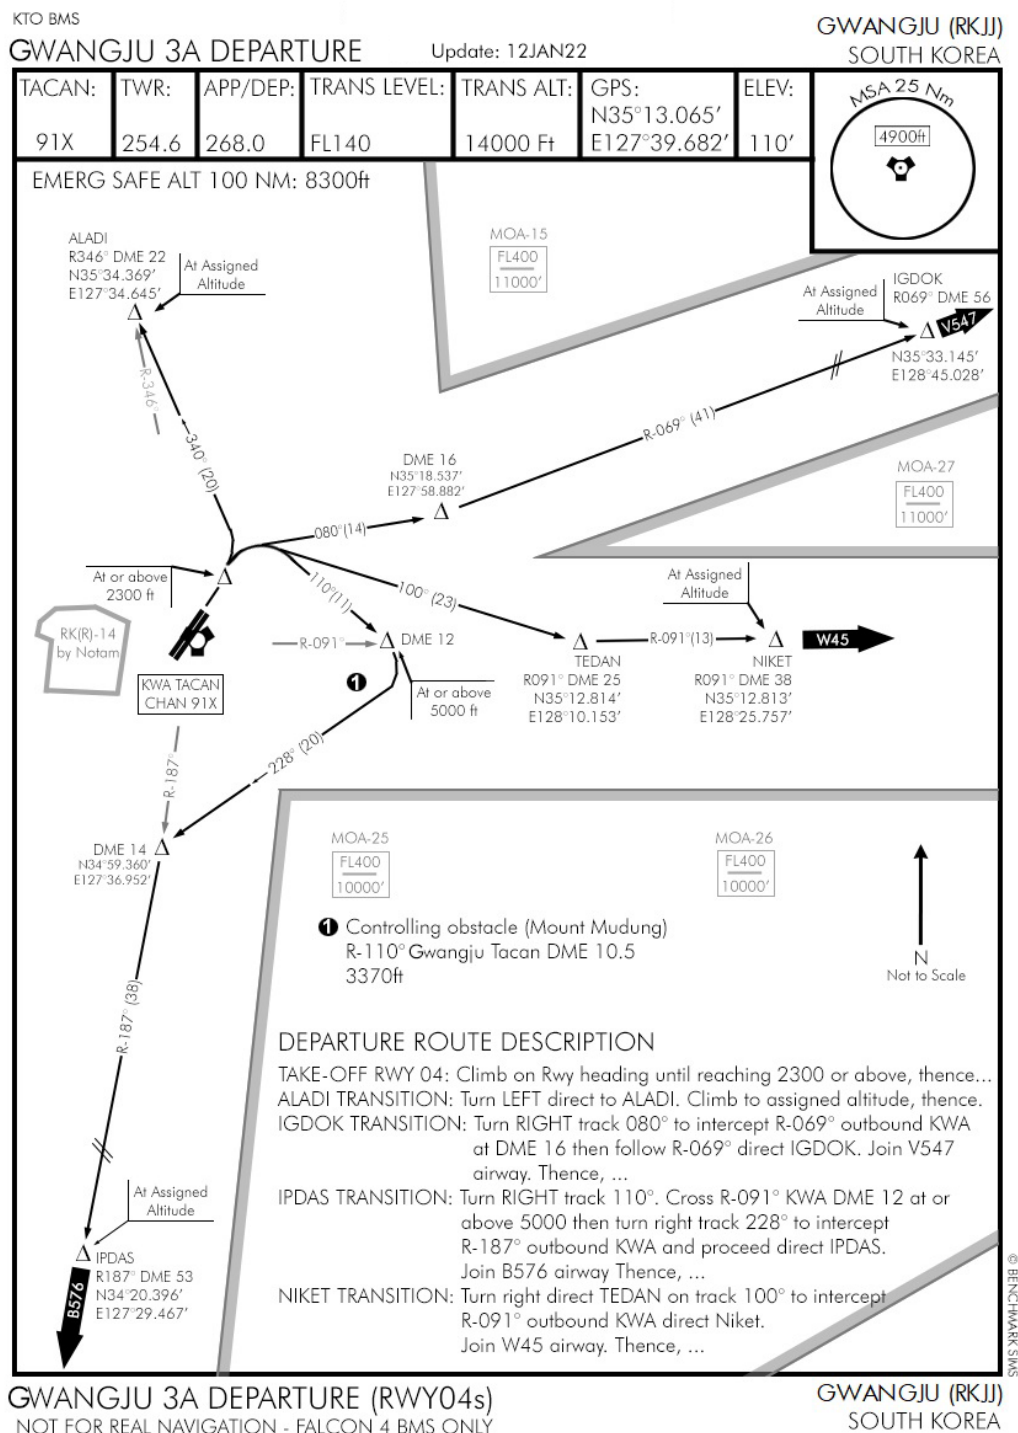 KTO BMS
GWANGJU 3A DEPARTURE
Update: 12JAN22
GWANGJU (RKJJ)
SOUTH KOREA
TACAN:
91X
TWR:
254.6
APP/DEP:
268.0
TRANS LEVEL:
FL140
TRANS ALT:
14000 Ft
GPS:
N35°13.065’
E127°39.682’
ELEV:
110’
MSA 25 Nm
4900ft
EMERG SAFE ALT 100 NM: 8300ft
ALADI
R346° DME 22
N35°34.369’
E127°34.645’
At Assigned
Altitude
MOA-15
FL400
11000’
At Assigned
Altitude
IGDOK
R069° DME 56
V547
N35°33.145’
E128°45.028’
R-346°
340° (20)
R-069° (41)
DME 16
N35°18.537’
E127°58.882’
MOA-27
FL400
11000’
080°(14)
At or above
2300 ft
110°(11)
100° (23)
At Assigned
Altitude
RK(R)-14
by Notam
R-091°
DME 12
R-091°(13)
W45
KWA TACAN
CHAN 91X
1
At or above
5000 ft
TEDAN
R091° DME 25
N35°12.814’
E128°10.153’
NIKET
R091° DME 38
N35°12.813’
E128°25.757’
R-187°
228° (20)
DME 14
N34°59.360’
E127°36.952’
MOA-25
FL400
10000’
MOA-26
FL400
10000’
1 Controlling obstacle (Mount Mudung)
R-110° Gwangju Tacan DME 10.5
3370ft
N
Not to Scale
R-187° (38)
DEPARTURE ROUTE DESCRIPTION
TAKE-OFF RWY 04: Climb on Rwy heading until reaching 2300 or above, thence...
ALADI TRANSITION: Turn LEFT direct to ALADI. Climb to assigned altitude, thence.
IGDOK TRANSITION: Turn RIGHT track 080° to intercept R-069° outbound KWA
at DME 16 then follow R-069° direct IGDOK. Join V547
airway. Thence, ...
IPDAS TRANSITION: Turn RIGHT track 110°. Cross R-091° KWA DME 12 at or
above 5000 then turn right track 228° to intercept
R-187° outbound KWA and proceed direct IPDAS.
Join B576 airway Thence, ...
NIKET TRANSITION: Turn right direct TEDAN on track 100° to intercept
R-091° outbound KWA direct Niket.
Join W45 airway. Thence, ...
At Assigned
Altitude
IPDAS
R187° DME 53
N34°20.396’
E127°29.467’
B576
© BENCHMARK SIMS
GWANGJU 3A DEPARTURE (RWY04s)
NOT FOR REAL NAVIGATION - FALCON 4 BMS ONLY
GWANGJU (RKJJ)
SOUTH KOREA